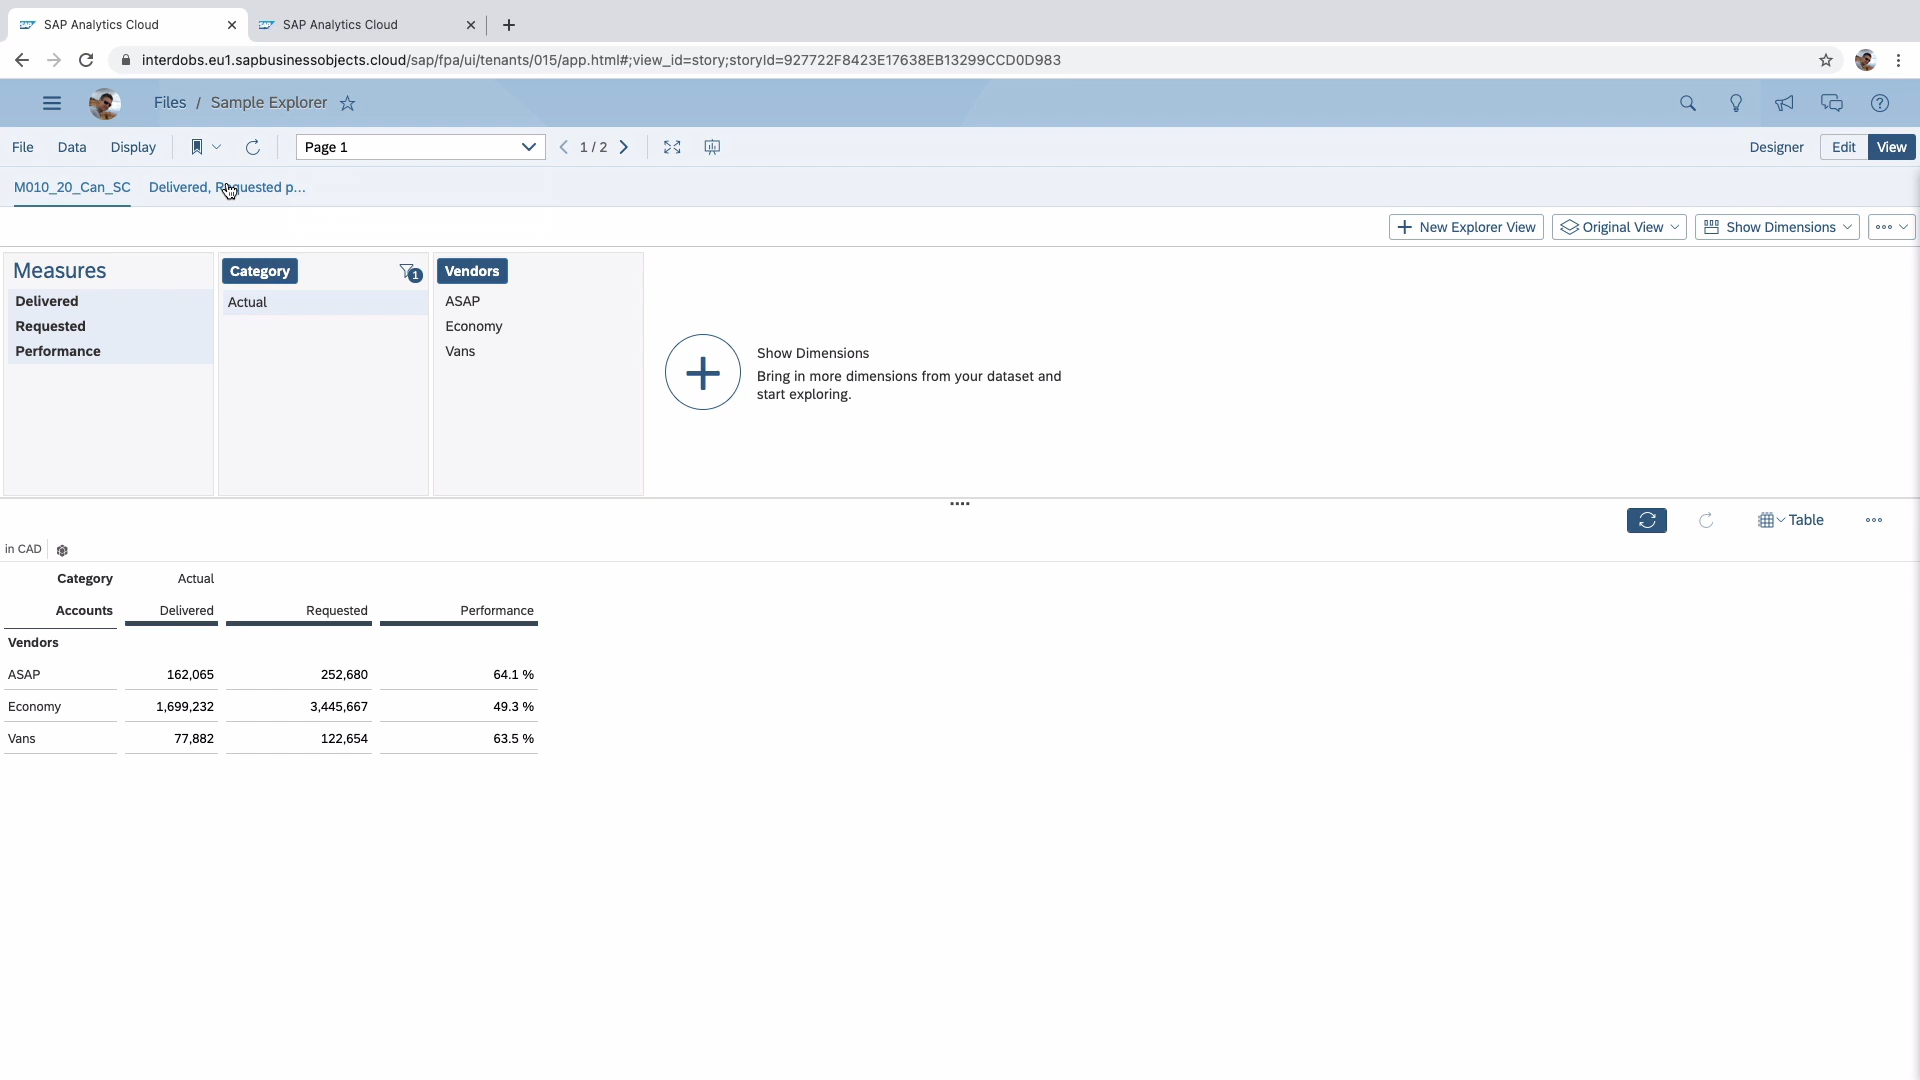 SAP Analytics Cloud
SAP Analytics Cloud
interdobs.eu1.sapbusinessobjects.cloud/sap/fpa/ui/tenants/015/app.html#;view_id=story;storyId=927722F8423E17638EB13299CCD0D983
Files / Sample Explorer
File Data Display Page 1 1 / 2 Designer Edit View
M010_20_Can_SC Delivered, Requested p...
New Explorer View Original View Show Dimensions
Measures
Delivered
Requested
Performance
Category 1
Actual
Vendors
ASAP
Economy
Vans
Show Dimensions
Bring in more dimensions from your dataset and
start exploring.
Table
in CAD
Category Actual
Accounts Delivered Requested Performance
Vendors
ASAP 162,065 252,680 64.1 %
Economy 1,699,232 3,445,667 49.3 %
Vans 77,882 122,654 63.5 %